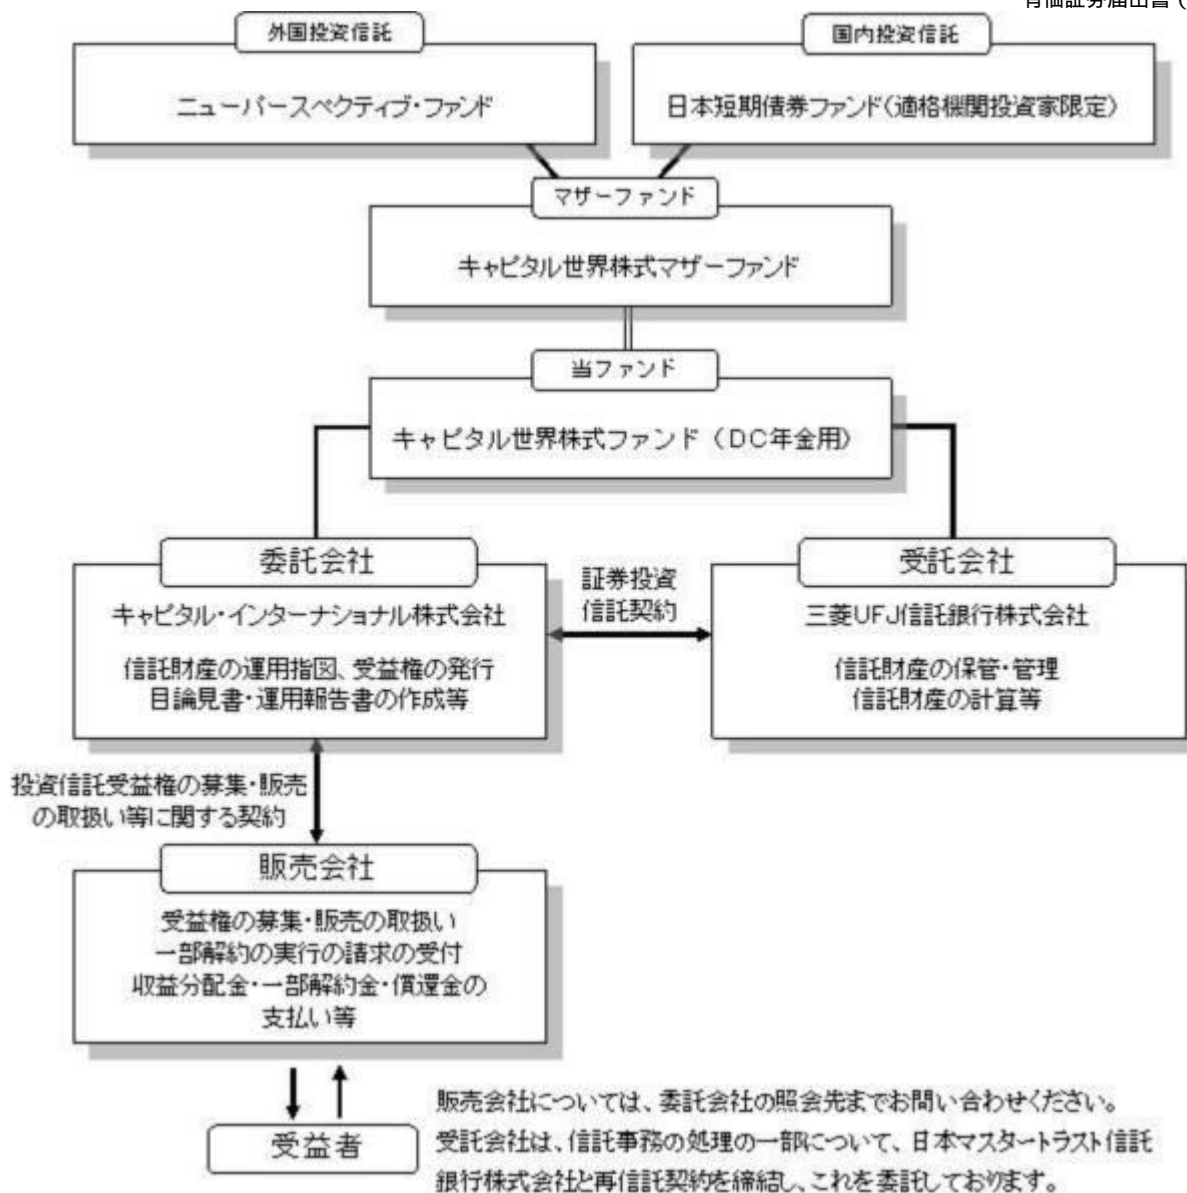 外国投資信託
ニューパースペクティブ・ファンド
国内投資信託
日本短期債券ファンド(適格機関投資家限定)
マザーファンド
キャピタル世界株式マザーファンド
当ファンド
キャピタル世界株式ファンド(DC年金用)
委託会社
キャピタル・インターナショナル株式会社
信託財産の運用指図、受益権の発行
目論見書・運用報告書の作成等
証券投資
信託契約
受託会社
三菱UFJ信託銀行株式会社
信託財産の保管・管理
信託財産の計算等
投資信託受益権の募集・販売
の取扱い等に関する契約
販売会社
受益権の募集・販売の取扱い
一部解約の実行の請求の受付
収益分配金・一部解約金・償還金の
支払い等
受益者
販売会社については、委託会社の照会先までお問い合わせください。
受託会社は、信託事務の処理の一部について、日本マスタートラスト信託
銀行株式会社と再信託契約を締結し、これを委託しております。